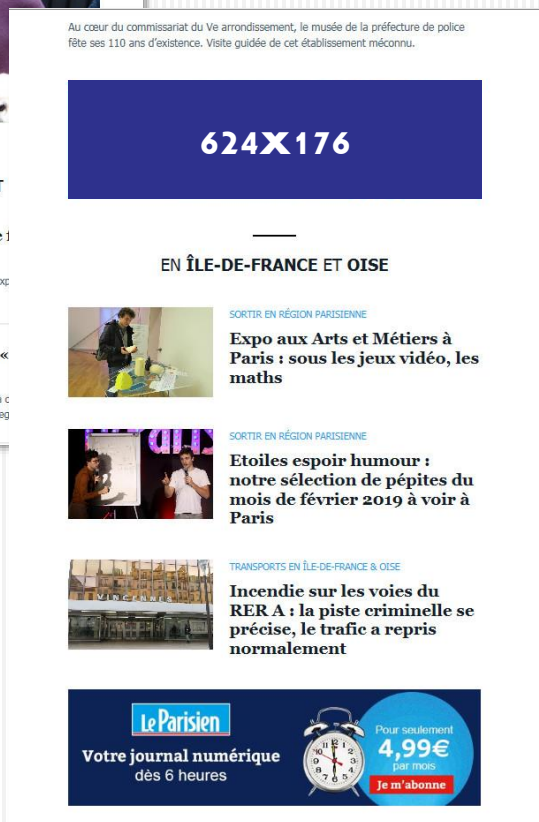 Au cœur du commissariat du Ve arrondissement, le musée de la préfecture de police
fête ses 110 ans d'existence. Visite guidée de cet établissement méconnu.
624X176
EN ÎLE-DE-FRANCE ET OISE
SORTIR EN RÉGION PARISIENNE
Expo aux Arts et Métiers à
Paris : sous les jeux vidéo, les
maths
SORTIR EN RÉGION PARISIENNE
Etoiles espoir humour :
notre sélection de pépites du
mois de février 2019 à voir à
Paris
VINCENNES
TRANSPORTS EN ÎLE-DE-FRANCE & OISE
Incendie sur les voies du
RER A : la piste criminelle se
précise, le trafic a repris
normalement
Le Parisien
Votre journal numérique
dès 6 heures
Pour seulement
4,99€
par mois
Je m'abonne